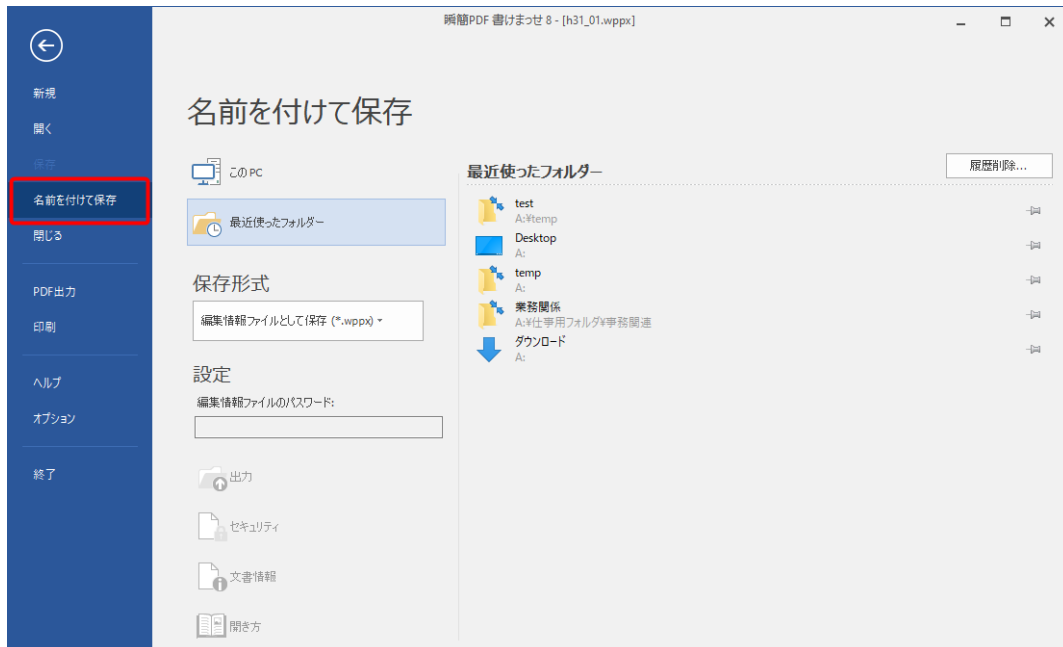 瞬簡PDF 書けまっせ 8 - [h31_01.wppx]
新規
開く
保存
名前を付けて保存
閉じる
PDF出力
印刷
ヘルプ
オプション
終了
名前を付けて保存
この PC
最近使ったフォルダー
保存形式
編集情報ファイルとして保存 (*.wppx)
設定
編集情報ファイルのパスワード:
出力
セキュリティ
文書情報
開き方
最近使ったフォルダー
履歴削除...
test
A:¥temp
Desktop
A:
temp
A:
業務関係
A:¥仕事用フォルダ¥事務関連
ダウンロード
A: